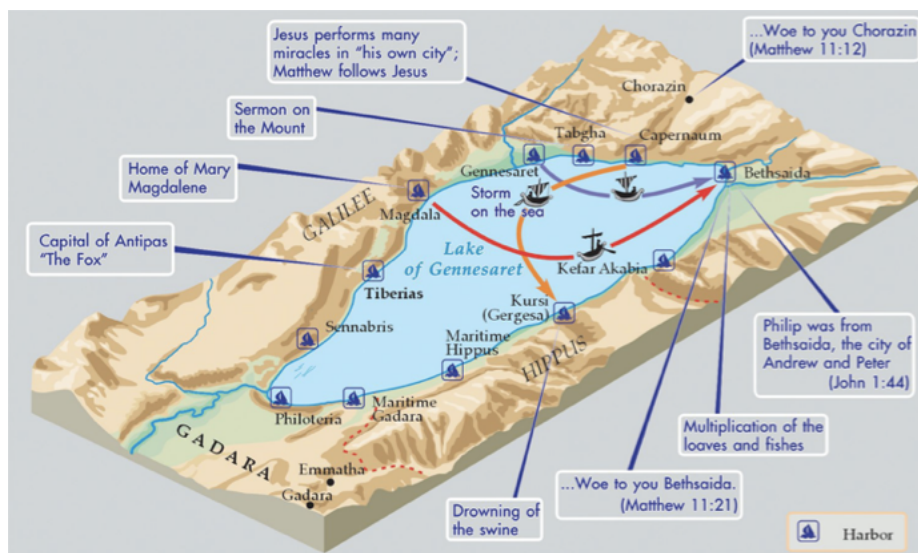 Jesus performs many
miracles in "his own city";
Matthew follows Jesus
...Woe to you Chorazin
(Matthew 11:12)
Chorazin
Sermon on
the Mount
Tabgha
Capernaum
Home of Mary
Magdalene
Gennesaret
Bethsaida
GALILEE
Magdala
Storm
on the sea
Capital of Antipas
"The Fox"
Lake
of Gennesaret
Kefar Akabia
Tiberias
Kursi
(Gergesa)
Sennabris
Maritime
Hippus
HIPPUS
Philip was from
Bethsaida, the city of
Andrew and Peter
(John 1:44)
Philoteria
Maritime
Gadara
Multiplication of the
loaves and fishes
GADARA
Emmatha
Gadara
...Woe to you Bethsaida.
(Matthew 11:21)
Drowning of
the swine
Harbor